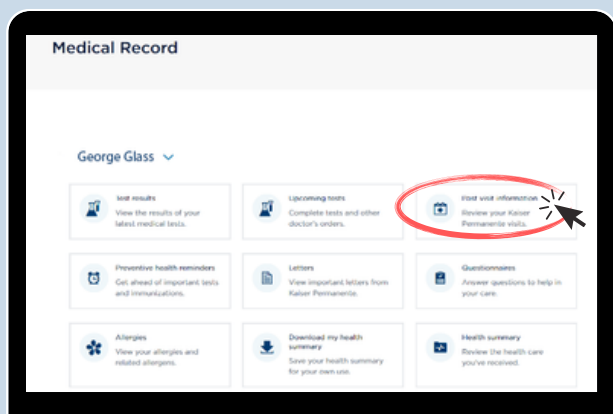 Medical Record
George Glass
Test results
View the results of your
latest medical tests.
Upcoming tests
Complete tests and other
doctor's orders.
Past visit information
Review your Kaiser
Permanente visits.
Preventive health reminders
Get ahead of important tests
and immunizations.
Letters
View important letters from
Kaiser Permanente.
Questionnaires
Answer questions to help in
your care.
Allergies
View your allergies and
related allergens.
Download my health
summary
Save your health summary
for your own use.
Health summary
Review the health care
you've received.